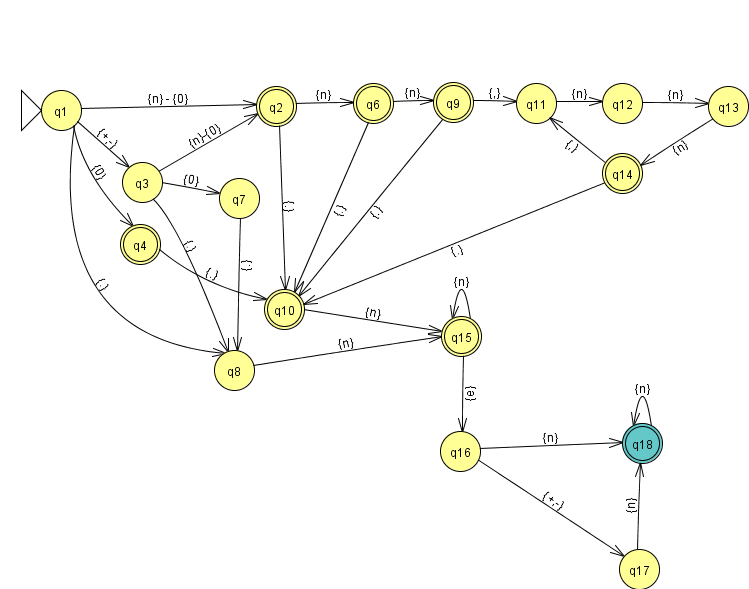 {n} - {0}
{n}
{n}
{,}
{n}
{n}
q1
q2
q6
q9
q11
q12
q13
{+,-}
{n}-{0}
{,}
{n}
{0}
q3
{0}
q7
q14
{.}
{.}
{.}
q4
{.}
{.}
{.}
{.}
{.}
q10
{n}
{n}
q15
{n}
q8
{e}
{n}
q16
{n}
q18
{+,-}
{n}
q17